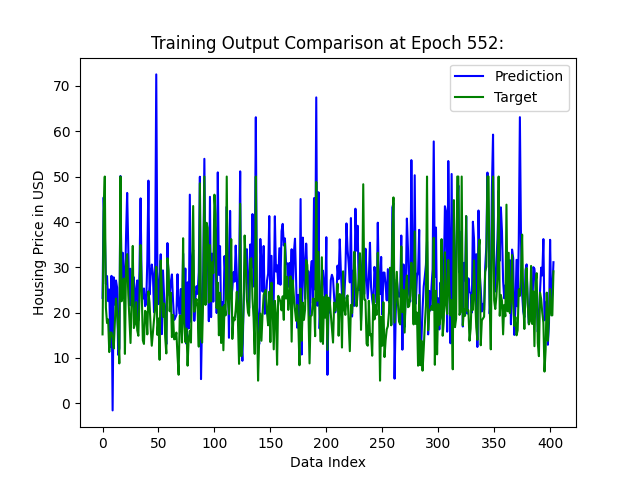 Training Output Comparison at Epoch 552:
Prediction
Target
70
60
50
40
30
20
10
0
Housing Price in USD
0 50 100 150 200 250 300 350 400
Data Index